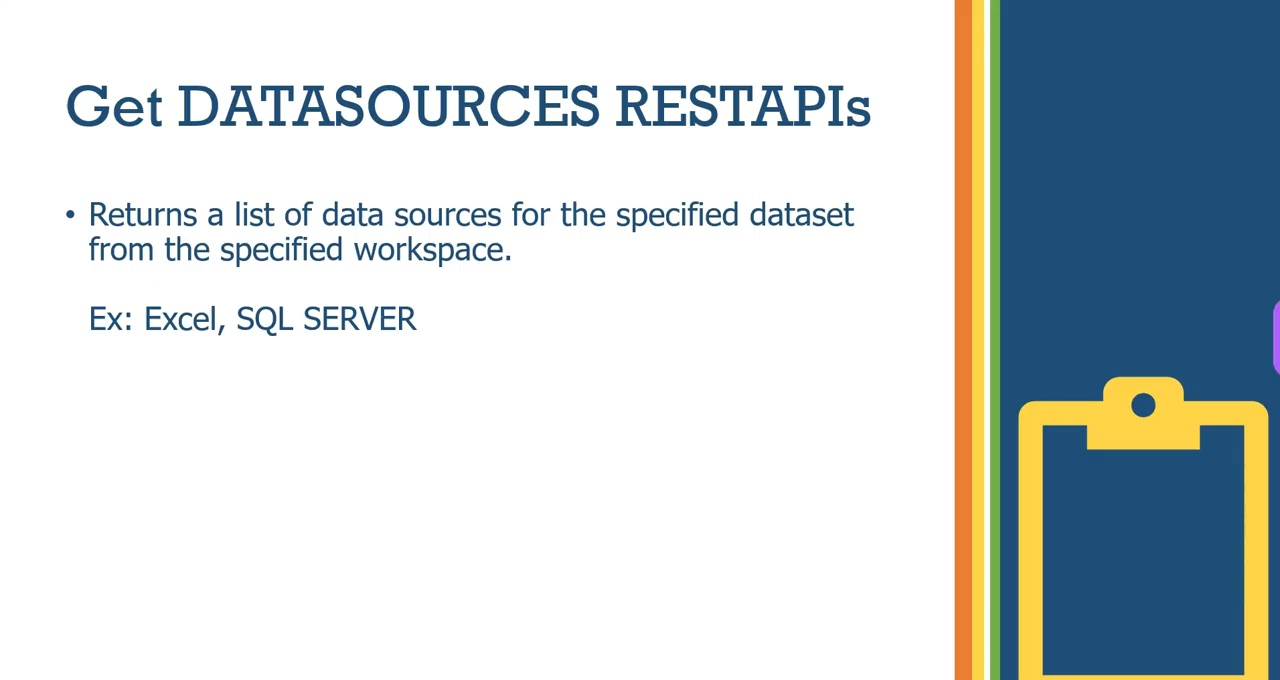 Get DATASOURCES RESTAPIs
• Returns a list of data sources for the specified dataset
from the specified workspace.
Ex: Excel, SQL SERVER